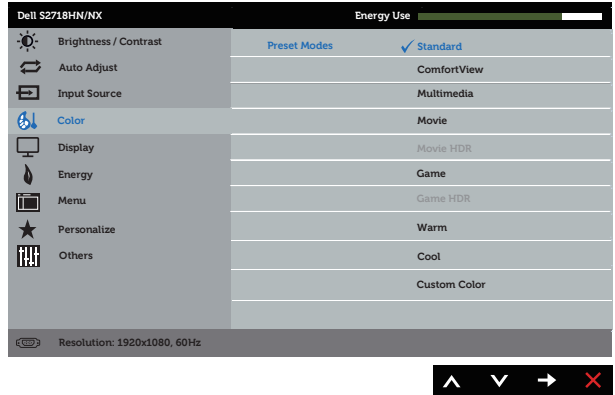 Dell S2718HN/NX Energy Use
Brightness / Contrast Preset Modes Standard
Auto Adjust ComfortView
Input Source Multimedia
Color Movie
Display Movie HDR
Energy Game
Menu Game HDR
Personalize Warm
Others Cool
Custom Color
Resolution: 1920x1080, 60Hz